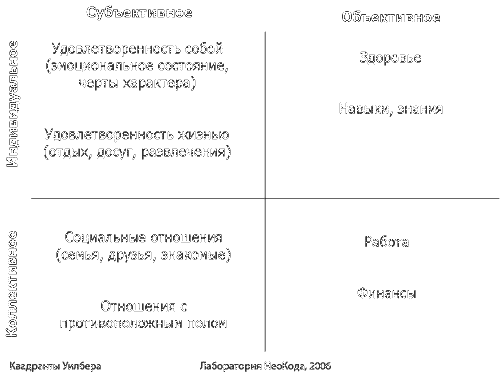 Субъективное
Объективное
Индивидуальное
Удовлетворенность собой
(эмоциональное состояние,
черты характера)
Здоровье
Навыки, знания
Удовлетворенность жизнью
(отдых, досуг, развлечения)
Коллективное
Социальные отношения
(семья, друзья, знакомые)
Работа
Финансы
Отношения с
противоположным полом
Квадранты Уилбера
Лаборатория НеоКода, 2006